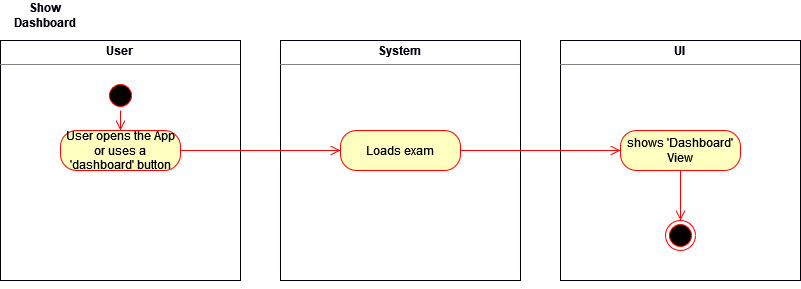 Show
Dashboard
User
System
UI
User opens the App
or uses a
'dashboard' button
Loads exam
shows 'Dashboard'
View